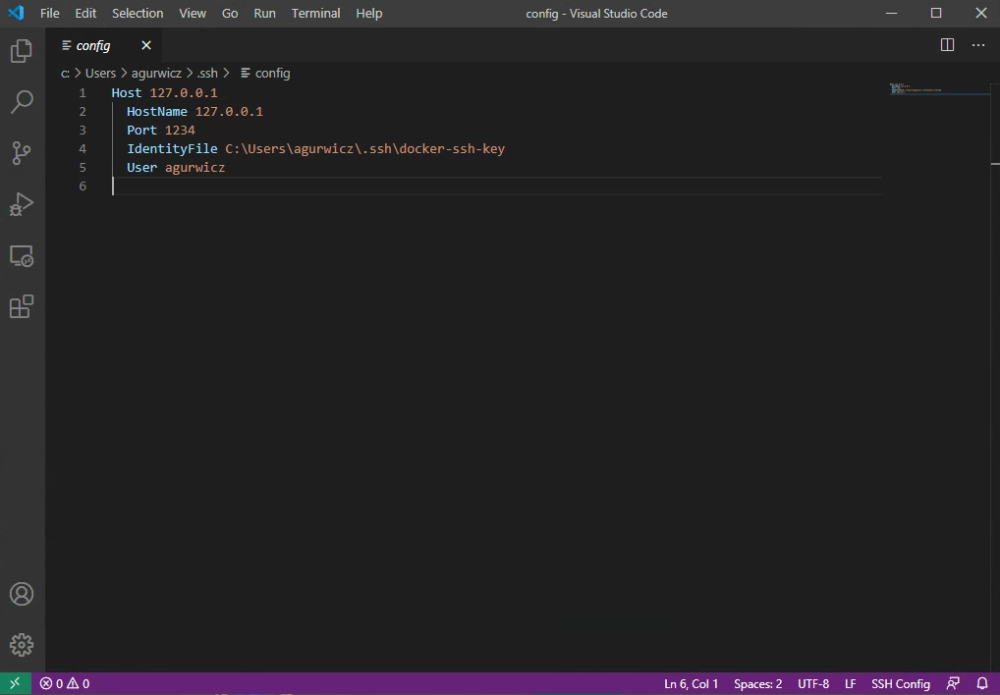 File Edit Selection View Go Run Terminal Help config - Visual Studio Code
config
c: Users agurwicz .ssh config
1 Host 127.0.0.1
2 HostName 127.0.0.1
3 Port 1234
4 IdentityFile C:\Users\agurwicz\.ssh\docker-ssh-key
5 User agurwicz
6
0 0 Ln 6, Col 1 Spaces: 2 UTF-8 LF SSH Config